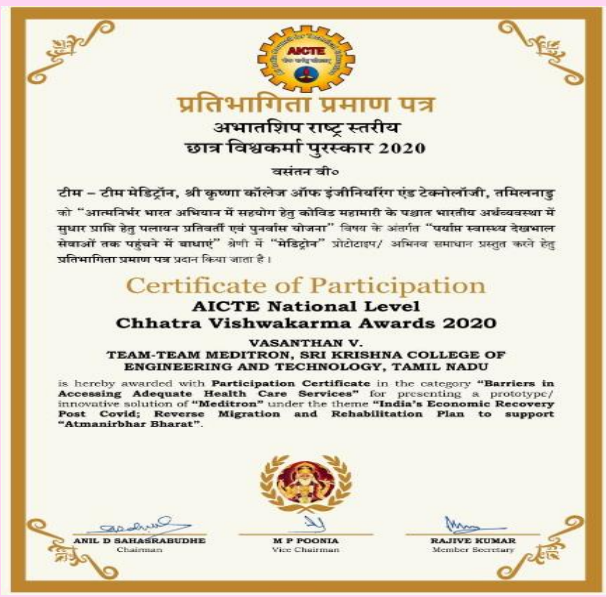 AICTE
प्रतिभागिता प्रमाण पत्र
अभातशिप राष्ट्र स्तरीय
छात्र विश्वकर्मा पुरस्कार 2020
वसंतन वी०
टीम – टीम मेडिट्रॉन, श्री कृष्णा कॉलेज ऑफ इंजीनियरिंग एंड टेक्नोलॉजी, तमिलनाडु
को "आत्मनिर्भर भारत अभियान में सहयोग हेतु कोविड महामारी के पश्चात भारतीय अर्थव्यवस्था में
सुधार प्राप्ति हेतु पलायन प्रतिवर्ती एवं पुनर्वास योजना" विषय के अंतर्गत "पर्याप्त स्वास्थ्य देखभाल
सेवाओं तक पहुंचने में बाधाएं" श्रेणी में "मेडिट्रोन" प्रोटोटाइप/ अभिनव समाधान प्रस्तुत करने हेतु
प्रतिभागिता प्रमाण पत्र प्रदान किया जाता है।
Certificate of Participation
AICTE National Level
Chhatra Vishwakarma Awards 2020
VASANTHAN V.
TEAM-TEAM MEDITRON, SRI KRISHNA COLLEGE OF
ENGINEERING AND TECHNOLOGY, TAMIL NADU
is hereby awarded with Participation Certificate in the category "Barriers in
Accessing Adequate Health Care Services" for presenting a prototype/
innovative solution of "Meditron" under the theme "India's Economic Recovery
Post Covid; Reverse Migration and Rehabilitation Plan to support
"Atmanirbhar Bharat".
ANIL D SAHASRABUDHE
Chairman
M P POONIA
Vice Chairman
RAJIVE KUMAR
Member Secretary